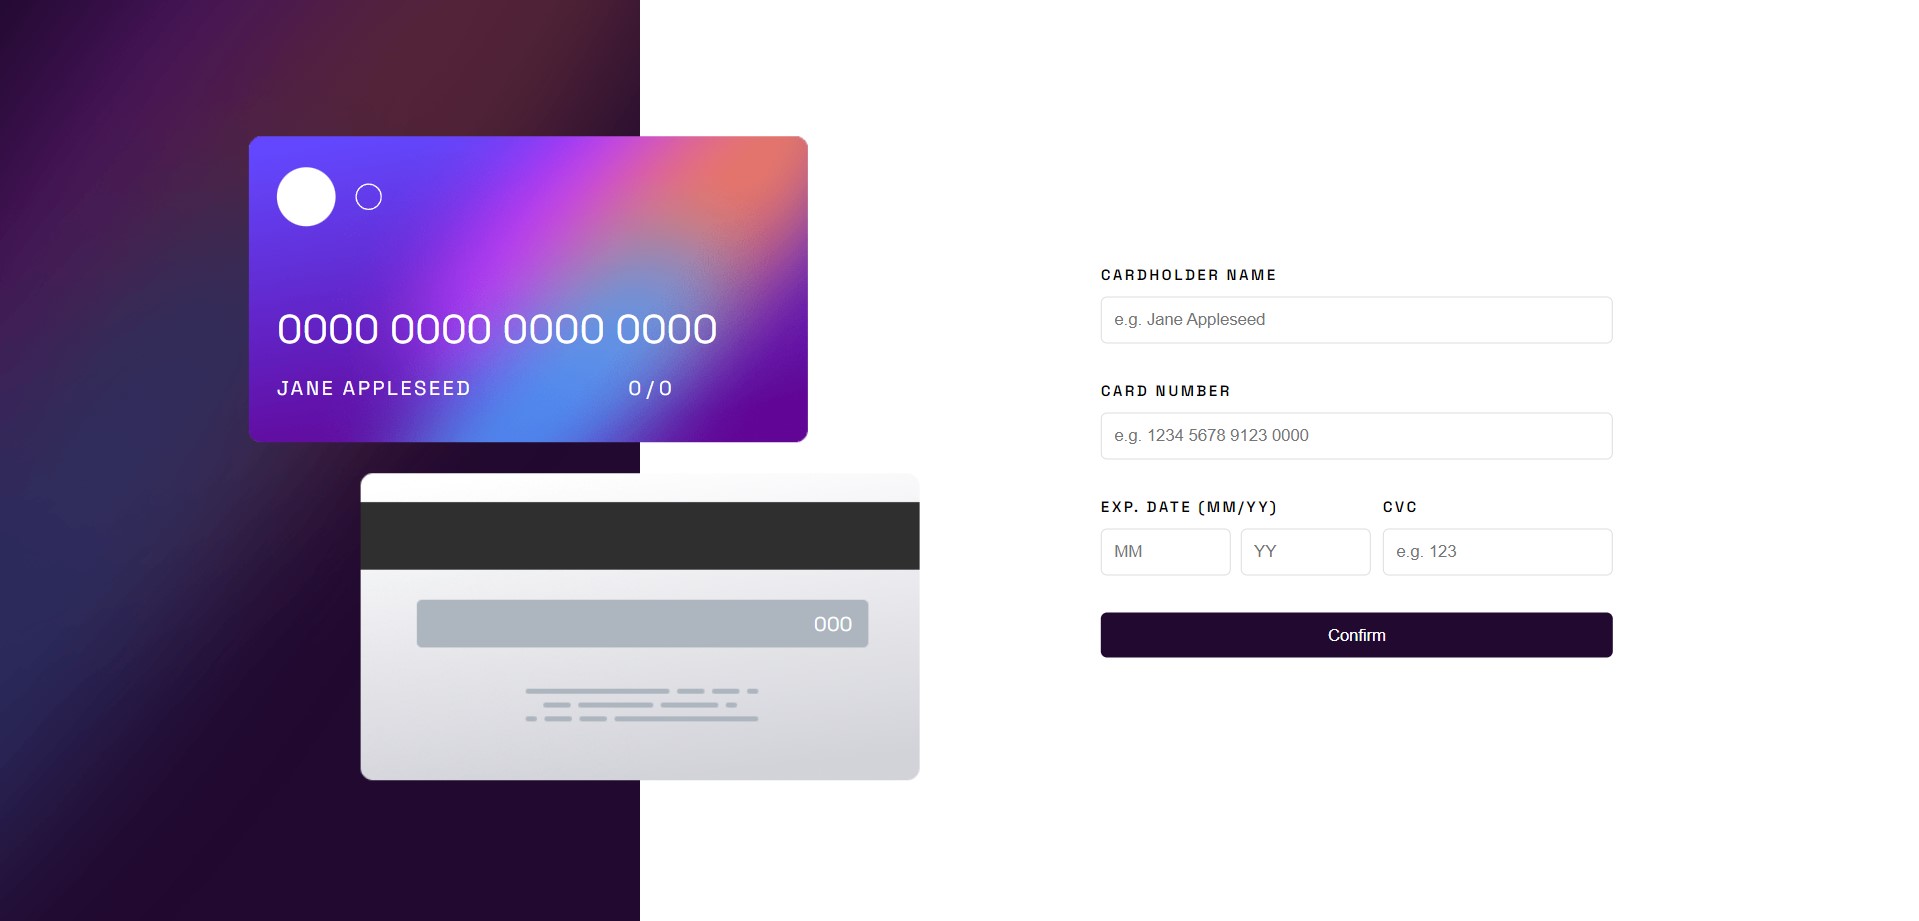 0000 0000 0000 0000
JANE APPLESEED 0/0
000
CARDHOLDER NAME
e.g. Jane Appleseed
CARD NUMBER
e.g. 1234 5678 9123 0000
EXP. DATE (MM/YY) CVC
MM YY e.g. 123
Confirm